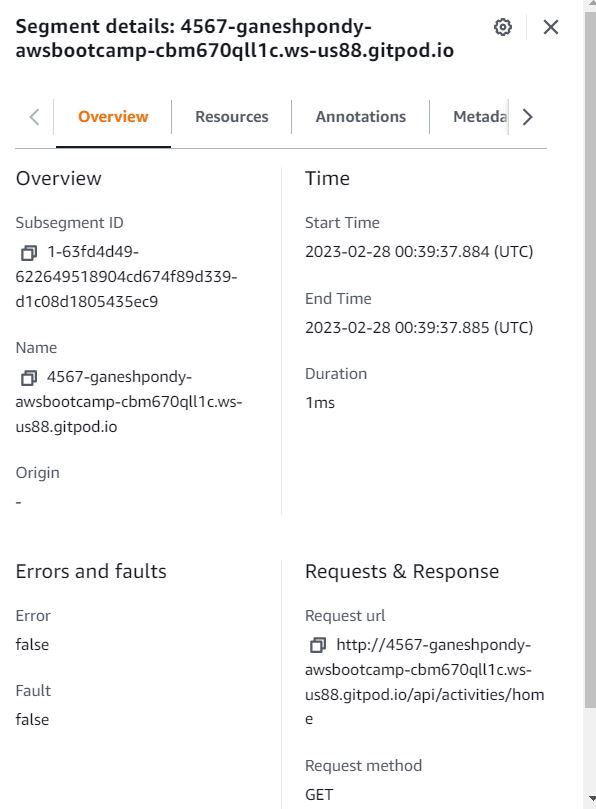 Segment details: 4567-ganeshpondy-
awsbootcamp-cbm670qll1c.ws-us88.gitpod.io
Overview
Resources
Annotations
Metada
Overview
Subsegment ID
1-63fd4d49-
622649518904cd674f89d339-
d1c08d1805435ec9
Name
4567-ganeshpondy-
awsbootcamp-cbm670qll1c.ws-
us88.gitpod.io
Origin
-
Time
Start Time
2023-02-28 00:39:37.884 (UTC)
End Time
2023-02-28 00:39:37.885 (UTC)
Duration
1ms
Errors and faults
Error
false
Fault
false
Requests & Response
Request url
http://4567-ganeshpondy-
awsbootcamp-cbm670qll1c.ws-
us88.gitpod.io/api/activities/hom
e
Request method
GET